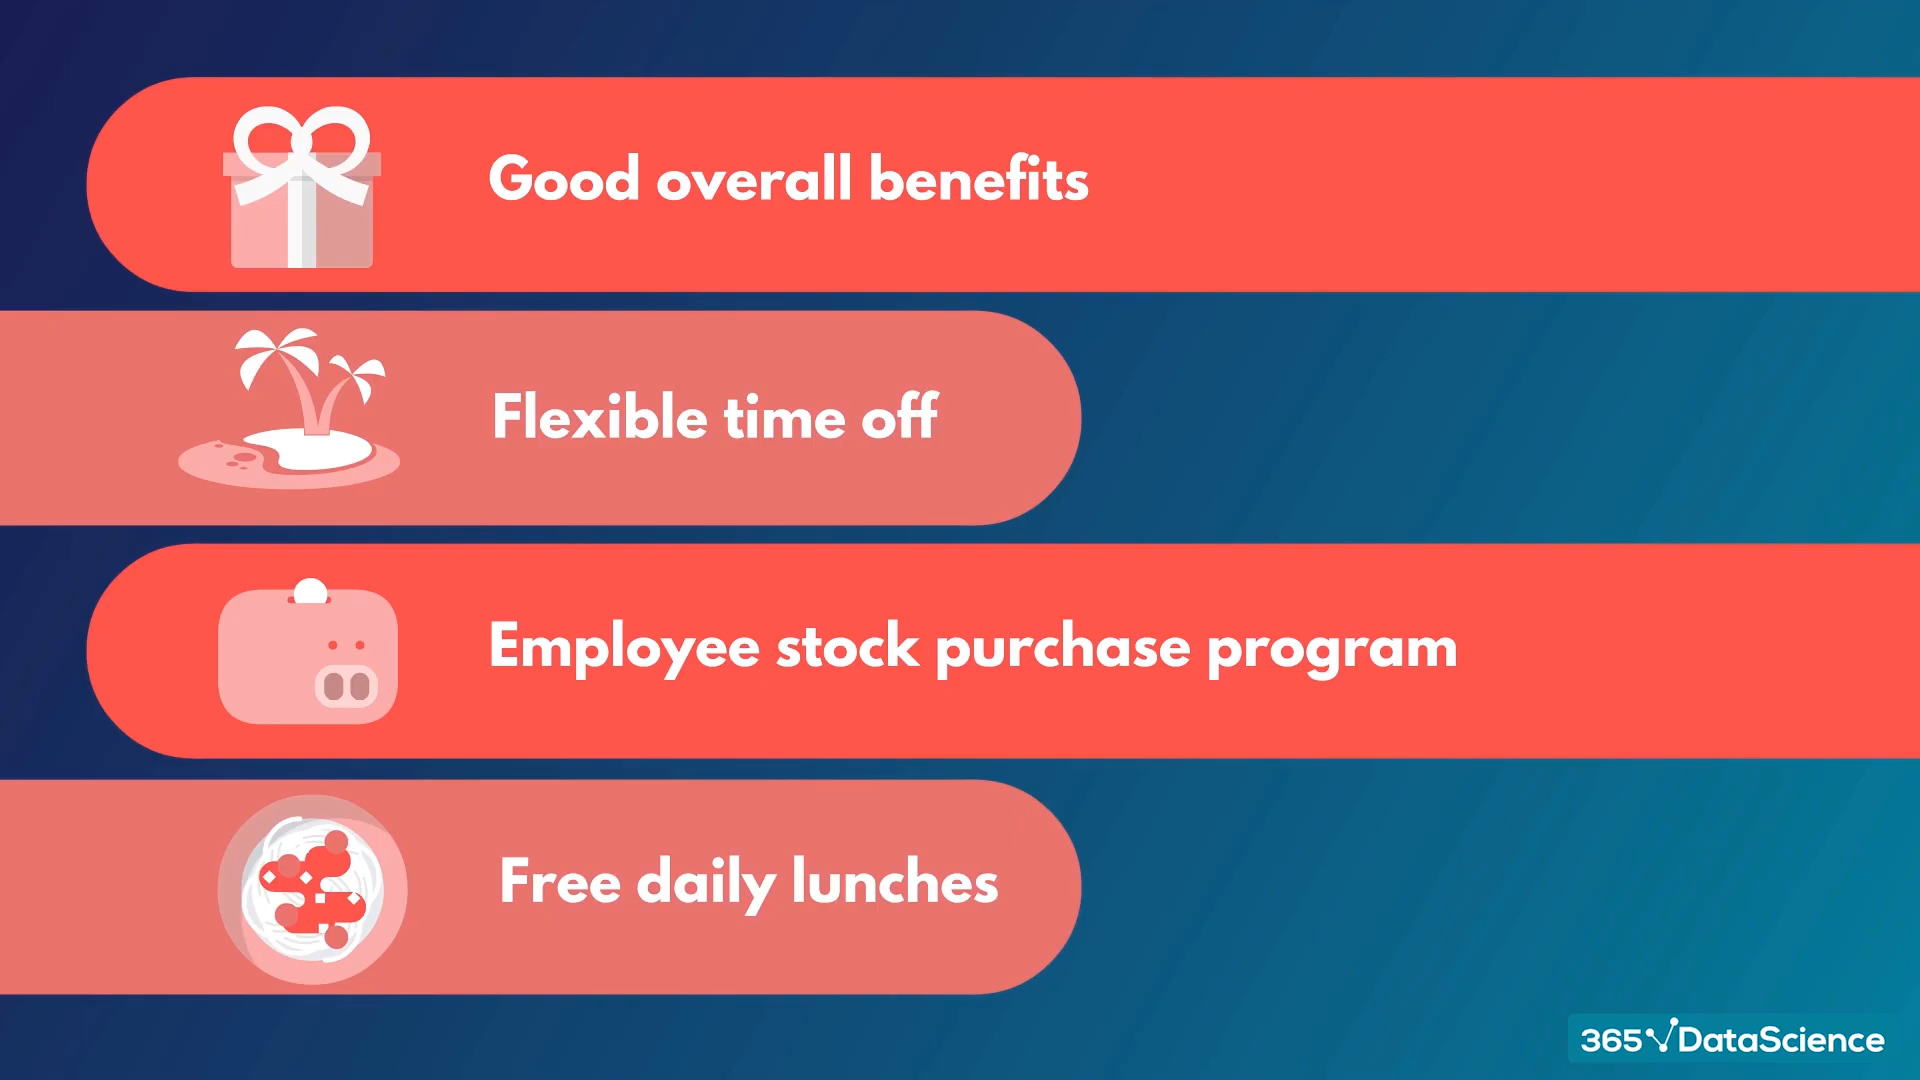 Good overall benefits
Flexible time off
Employee stock purchase program
Free daily lunches
365 DataScience